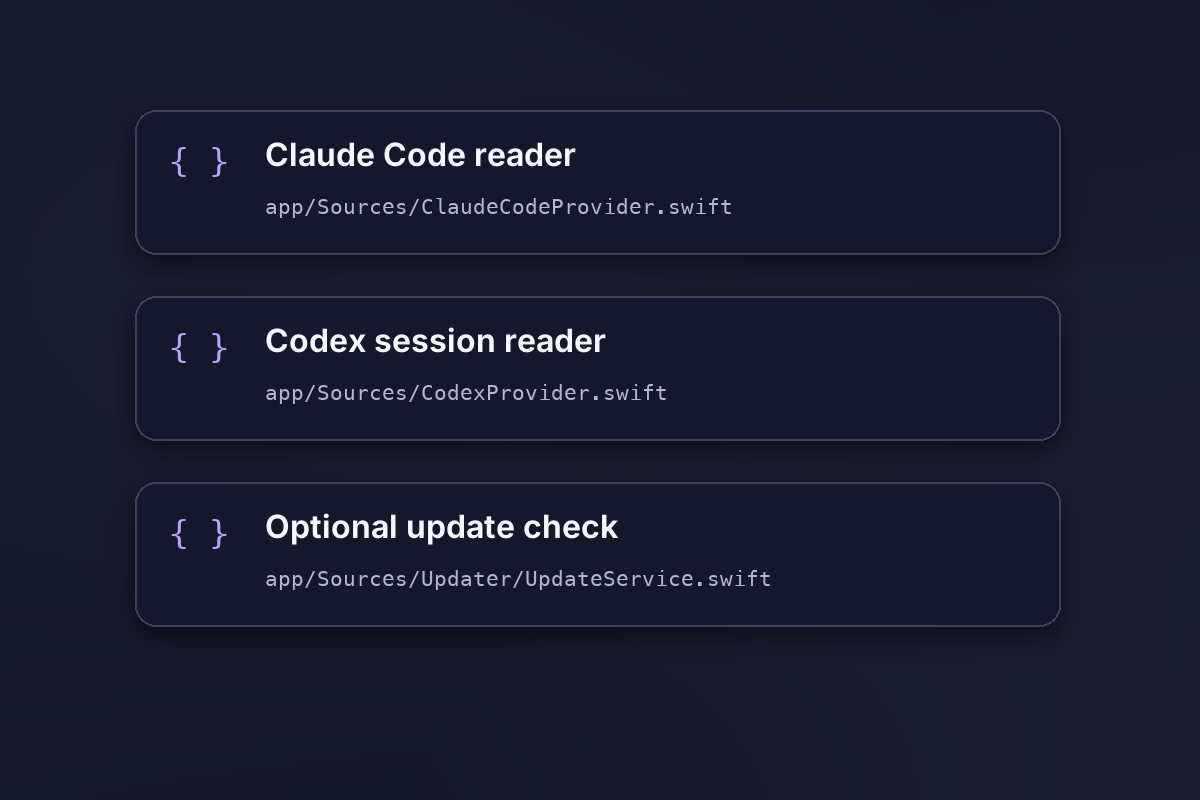 { } Claude Code reader
app/Sources/ClaudeCodeProvider.swift
{ } Codex session reader
app/Sources/CodexProvider.swift
{ } Optional update check
app/Sources/Updater/UpdateService.swift